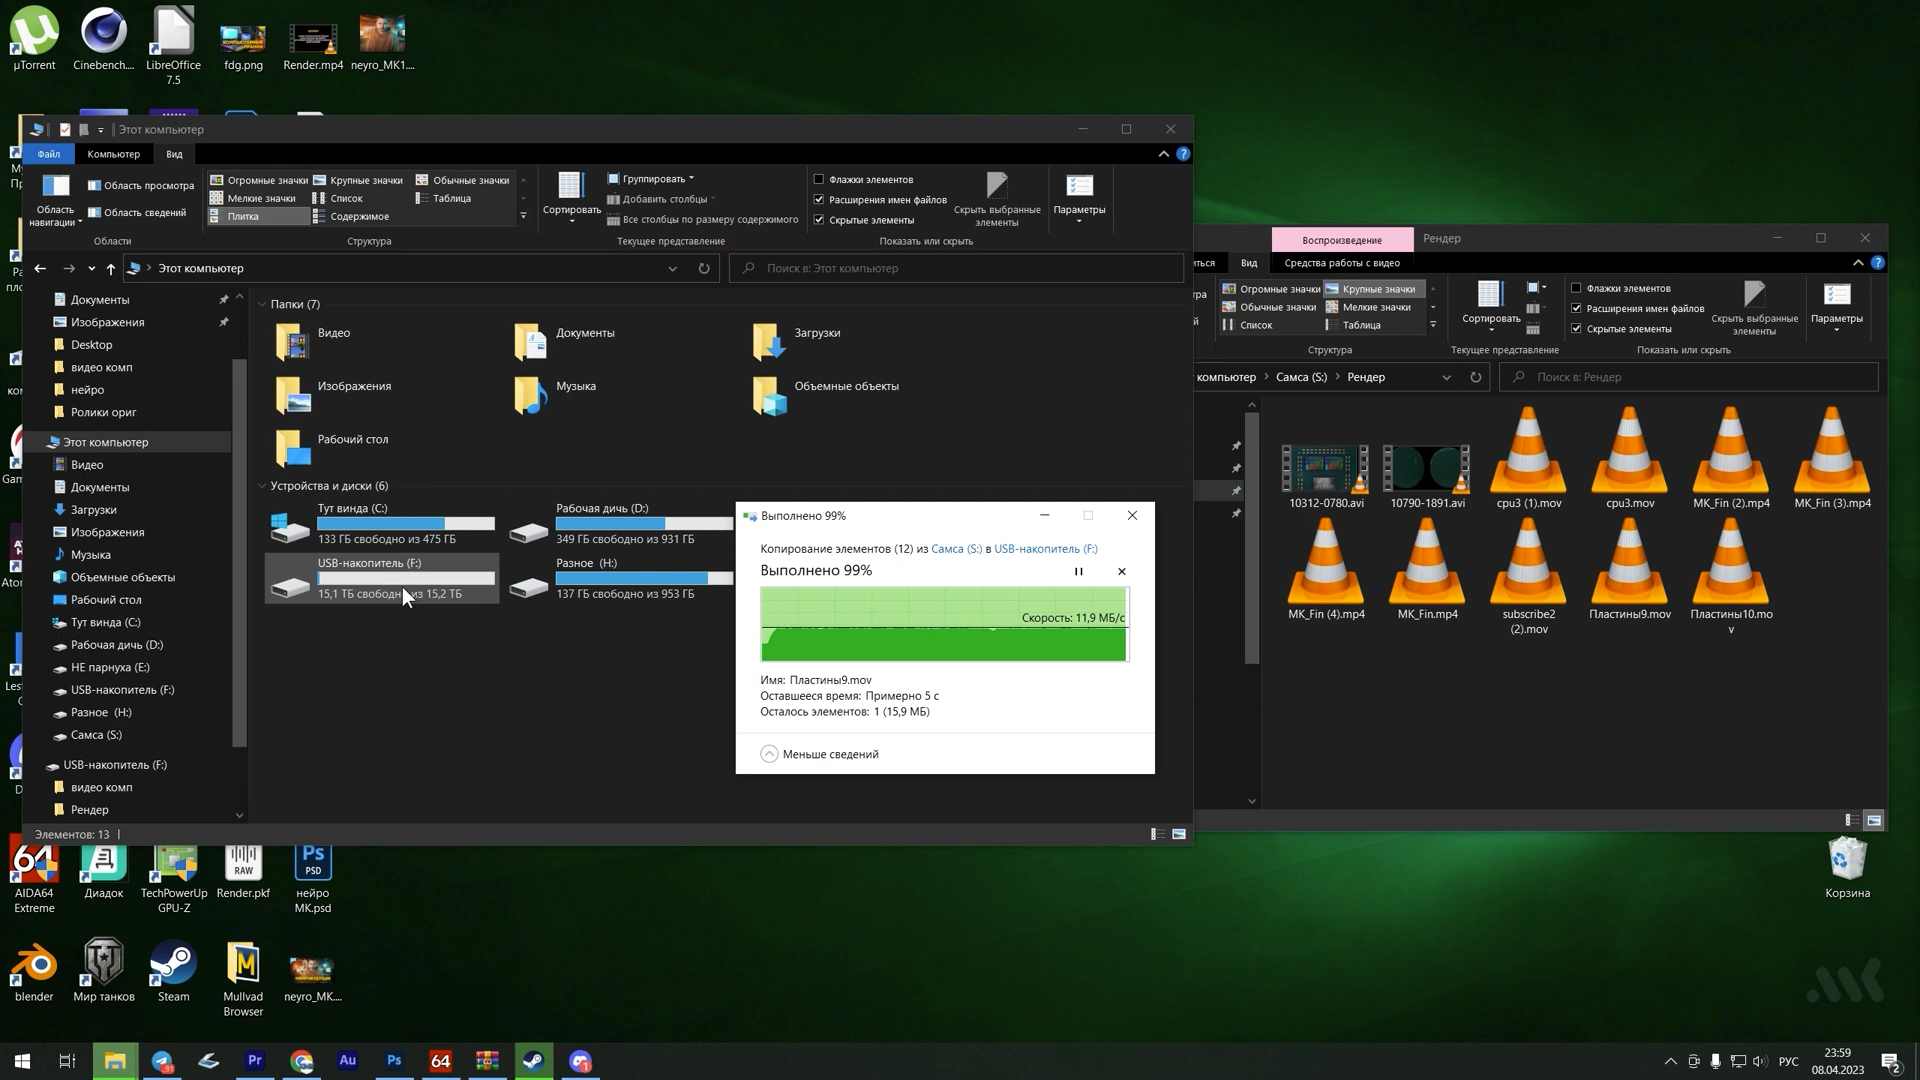 µTorrent
Cinebench....
LibreOffice
7.5
fdg.png
Render.mp4
neyro_MK1....
Этот компьютер
Файл
Компьютер
Вид
Область
навигации
Область просмотра
Область сведений
Области
Огромные значки
Крупные значки
Обычные значки
Мелкие значки
Список
Таблица
Плитка
Содержимое
Структура
Сортировать
Группировать
Добавить столбцы
Все столбцы по размеру содержимого
Текущее представление
Флажки элементов
Расширения имен файлов
Скрытые элементы
Скрыть выбранные
элементы
Показать или скрыть
Параметры
Этот компьютер
Поиск в: Этот компьютер
Документы
Изображения
Desktop
видео комп
нейро
Ролики ориг
Этот компьютер
Видео
Документы
Загрузки
Изображения
Музыка
Объемные объекты
Рабочий стол
Тут винда (C:)
Рабочая дичь (D:)
НЕ парнуха (E:)
USB-накопитель (F:)
Разное (H:)
Самса (S:)
USB-накопитель (F:)
видео комп
Рендер
Папки (7)
Видео
Документы
Загрузки
Изображения
Музыка
Объемные объекты
Рабочий стол
Устройства и диски (6)
Тут винда (C:)
133 ГБ свободно из 475 ГБ
Рабочая дичь (D:)
349 ГБ свободно из 931 ГБ
USB-накопитель (F:)
15,1 ТБ свободно из 15,2 ТБ
Разное (H:)
137 ГБ свободно из 953 ГБ
Элементов: 13
Выполнено 99%
Копирование элементов (12) из Самса (S:) в USB-накопитель (F:)
Выполнено 99%
Скорость: 11,9 МБ/с
Имя: Пластины9.mov
Оставшееся время: Примерно 5 с
Осталось элементов: 1 (15,9 МБ)
Меньше сведений
Воспроизведение
Рендер
ться
Вид
Средства работы с видео
Огромные значки
Крупные значки
Обычные значки
Мелкие значки
Список
Таблица
Структура
Сортировать
Текущее представление
Флажки элементов
Расширения имен файлов
Скрытые элементы
Скрыть выбранные
элементы
Показать или скрыть
Параметры
компьютер
Самса (S:)
Рендер
Поиск в: Рендер
10312-0780.avi
10790-1891.avi
cpu3 (1).mov
cpu3.mov
MK_Fin (2).mp4
MK_Fin (3).mp4
MK_Fin (4).mp4
MK_Fin.mp4
subscribe2
(2).mov
Пластины9.mov
Пластины10.mo
v
64
AIDA64
Extreme
Диадок
TechPowerUp
GPU-Z
RAW
Render.pkf
Ps
PSD
нейро
МК.psd
Корзина
blender
Мир танков
Steam
Mullvad
Browser
neyro_MK....
Pr
Au
Ps
64
РУС
23:59
08.04.2023
2